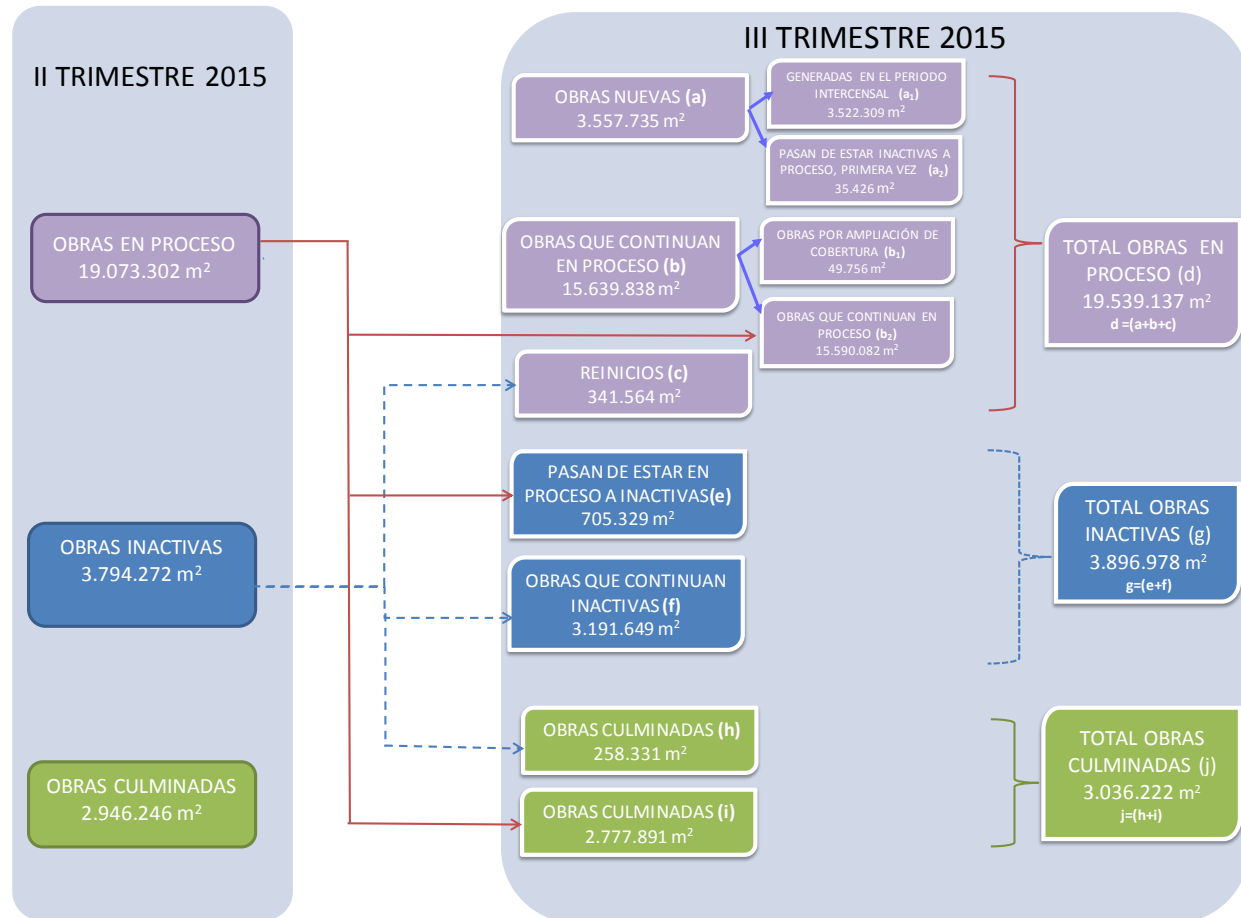 II TRIMESTRE 2015
OBRAS EN PROCESO
19.073.302 m²
OBRAS INACTIVAS
3.794.272 m²
OBRAS CULMINADAS
2.946.246 m²
III TRIMESTRE 2015
OBRAS NUEVAS (a)
3.557.735 m²
GENERADAS EN EL PERIODO
INTERCENSAL (a₁)
3.522.309 m²
PASAN DE ESTAR INACTIVAS A
PROCESO, PRIMERA VEZ (a₂)
35.426 m²
OBRAS QUE CONTINUAN
EN PROCESO (b)
15.639.838 m²
OBRAS POR AMPLIACIÓN DE
COBERTURA (b₁)
49.756 m²
OBRAS QUE CONTINUAN EN
PROCESO (b₂)
15.590.082 m²
REINICIOS (c)
341.564 m²
TOTAL OBRAS EN
PROCESO (d)
19.539.137 m²
d =(a+b+c)
PASAN DE ESTAR EN
PROCESO A INACTIVAS(e)
705.329 m²
OBRAS QUE CONTINUAN
INACTIVAS (f)
3.191.649 m²
TOTAL OBRAS
INACTIVAS (g)
3.896.978 m²
g=(e+f)
OBRAS CULMINADAS (h)
258.331 m²
OBRAS CULMINADAS (i)
2.777.891 m²
TOTAL OBRAS
CULMINADAS (j)
3.036.222 m²
j=(h+i)